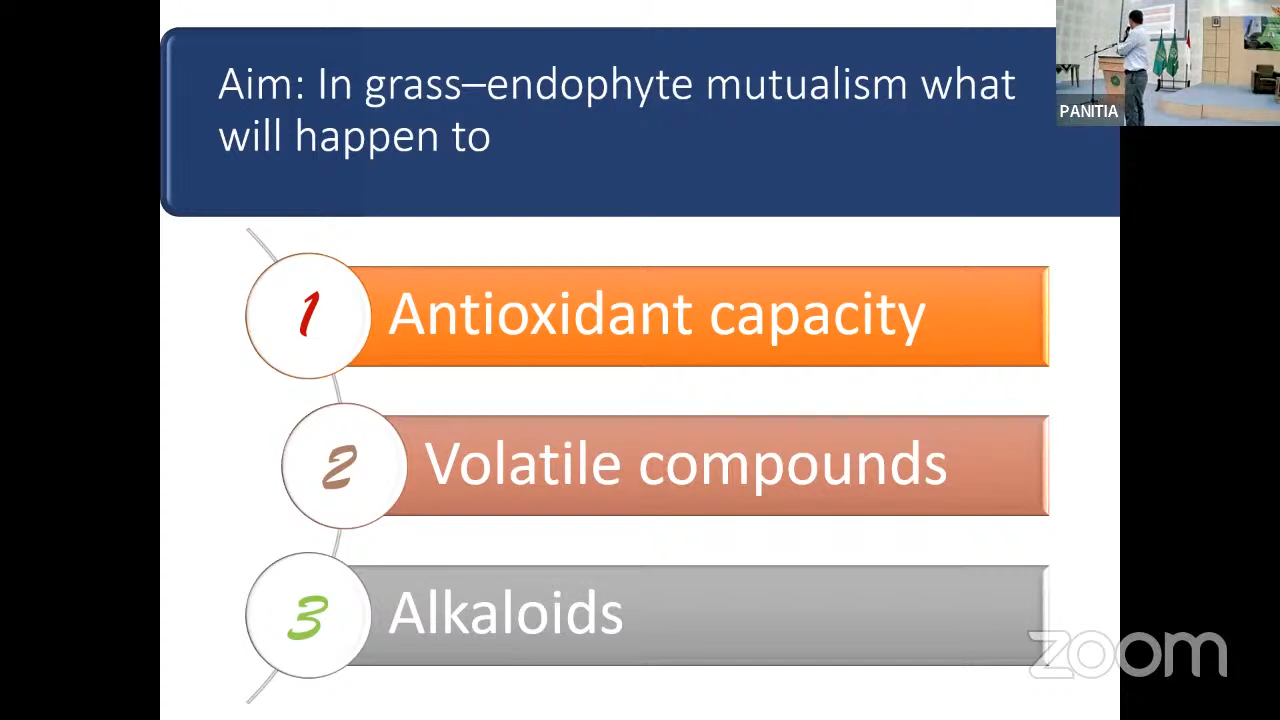 Aim: In grass–endophyte mutualism what
will happen to
PANITIA
1
Antioxidant capacity
2
Volatile compounds
3
Alkaloids
zoom